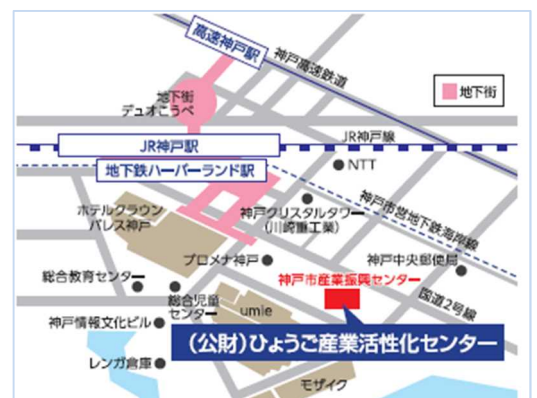 高速神戸駅
神戸高速鉄道
地下街
デュオこうべ
地下街
JR神戸線
JR神戸駅
NTT
地下鉄ハーバーランド駅
神戸市営地下鉄海岸線
ホテルクラウン
パレス神戸
神戸クリスタルタワー
(川崎重工業)
プロメナ神戸
神戸中央郵便局
総合教育センター
神戸市産業振興センター
国道2号線
総合児童
センター
umie
神戸情報文化ビル
(公財)ひょうご産業活性化センター
レンガ倉庫
モザイク